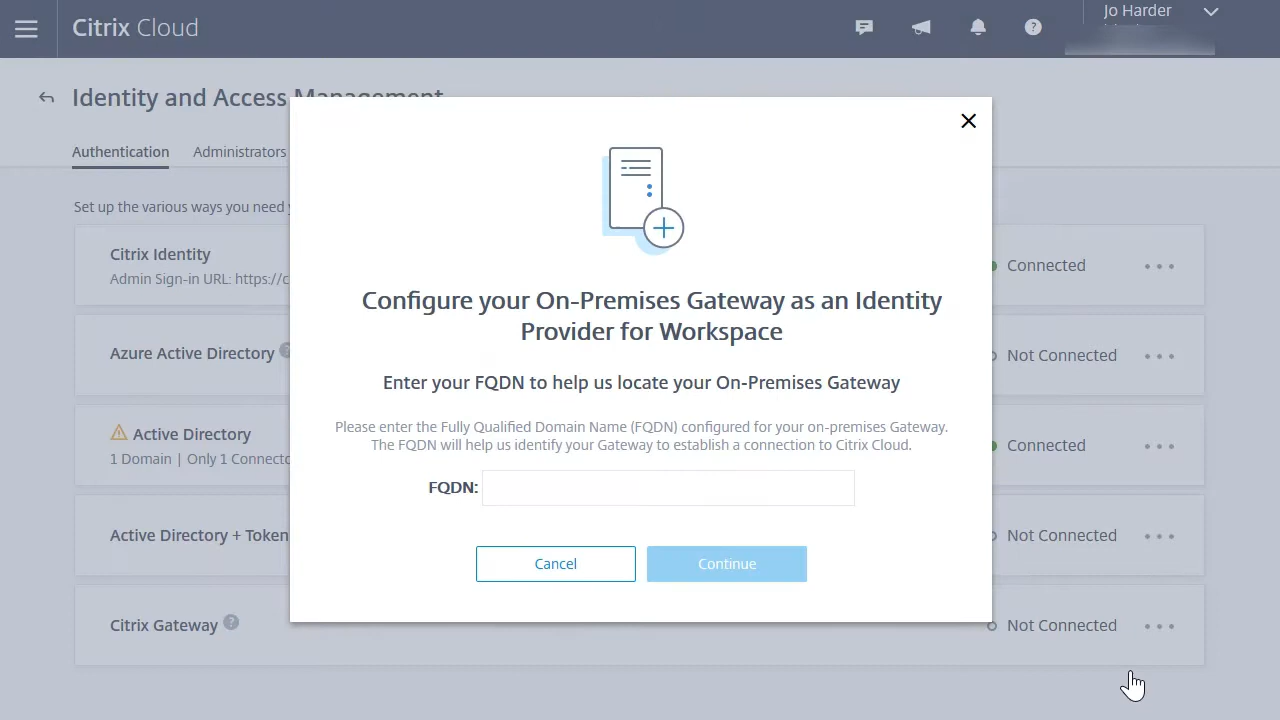 Citrix Cloud
?
Jo Harder
Identity and Access Management
Authentication
Administrators
Set up the various ways you need
Citrix Identity
Admin Sign-in URL: https://c
Connected
Azure Active Directory ?
Not Connected
Active Directory
1 Domain | Only 1 Connecto
Connected
Active Directory + Token
Not Connected
Citrix Gateway ?
Not Connected
Configure your On-Premises Gateway as an Identity
Provider for Workspace
Enter your FQDN to help us locate your On-Premises Gateway
Please enter the Fully Qualified Domain Name (FQDN) configured for your on-premises Gateway.
The FQDN will help us identify your Gateway to establish a connection to Citrix Cloud.
FQDN:
Cancel
Continue